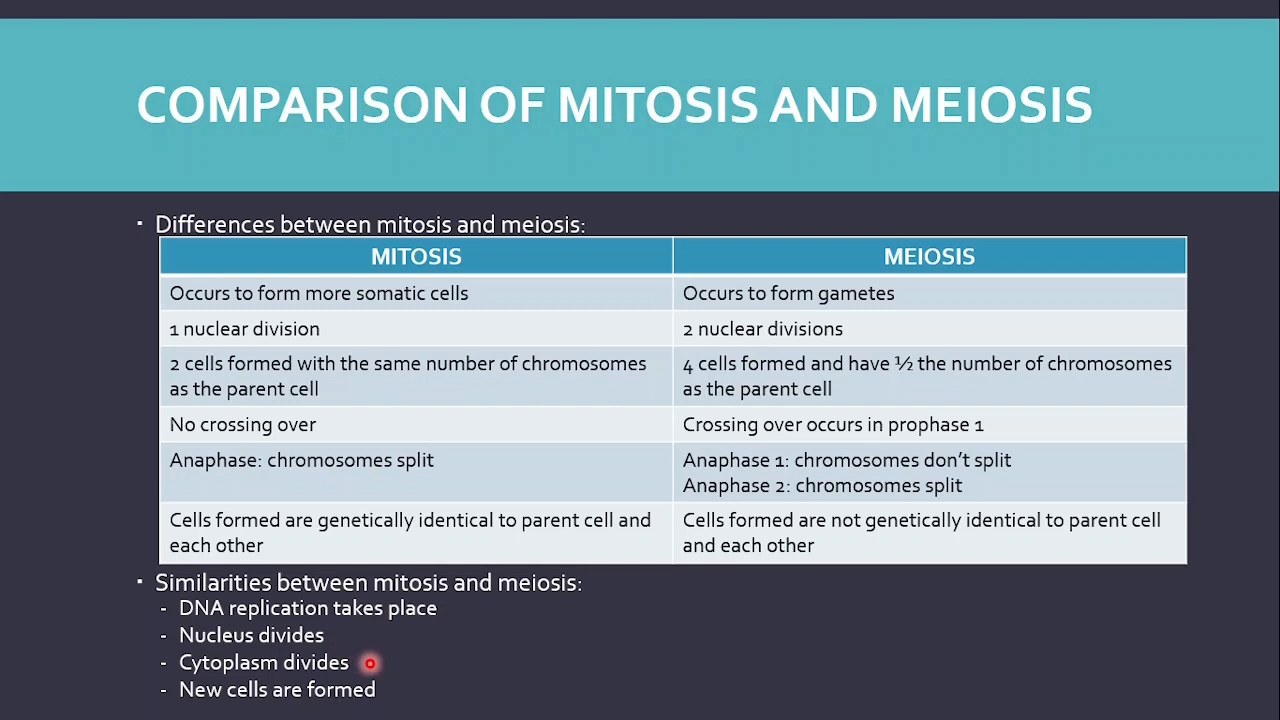 COMPARISON OF MITOSIS AND MEIOSIS
▪ Differences between mitosis and meiosis:
MITOSIS
MEIOSIS
Occurs to form more somatic cells
Occurs to form gametes
1 nuclear division
2 nuclear divisions
2 cells formed with the same number of chromosomes
as the parent cell
4 cells formed and have ½ the number of chromosomes
as the parent cell
No crossing over
Crossing over occurs in prophase 1
Anaphase: chromosomes split
Anaphase 1: chromosomes don’t split
Anaphase 2: chromosomes split
Cells formed are genetically identical to parent cell and
each other
Cells formed are not genetically identical to parent cell
and each other
▪ Similarities between mitosis and meiosis:
- DNA replication takes place
- Nucleus divides
- Cytoplasm divides
- New cells are formed